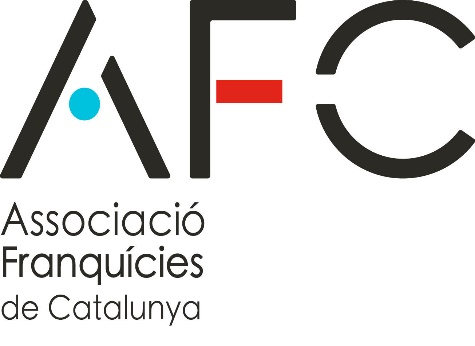 AFC
Associació
Franquícies
de Catalunya